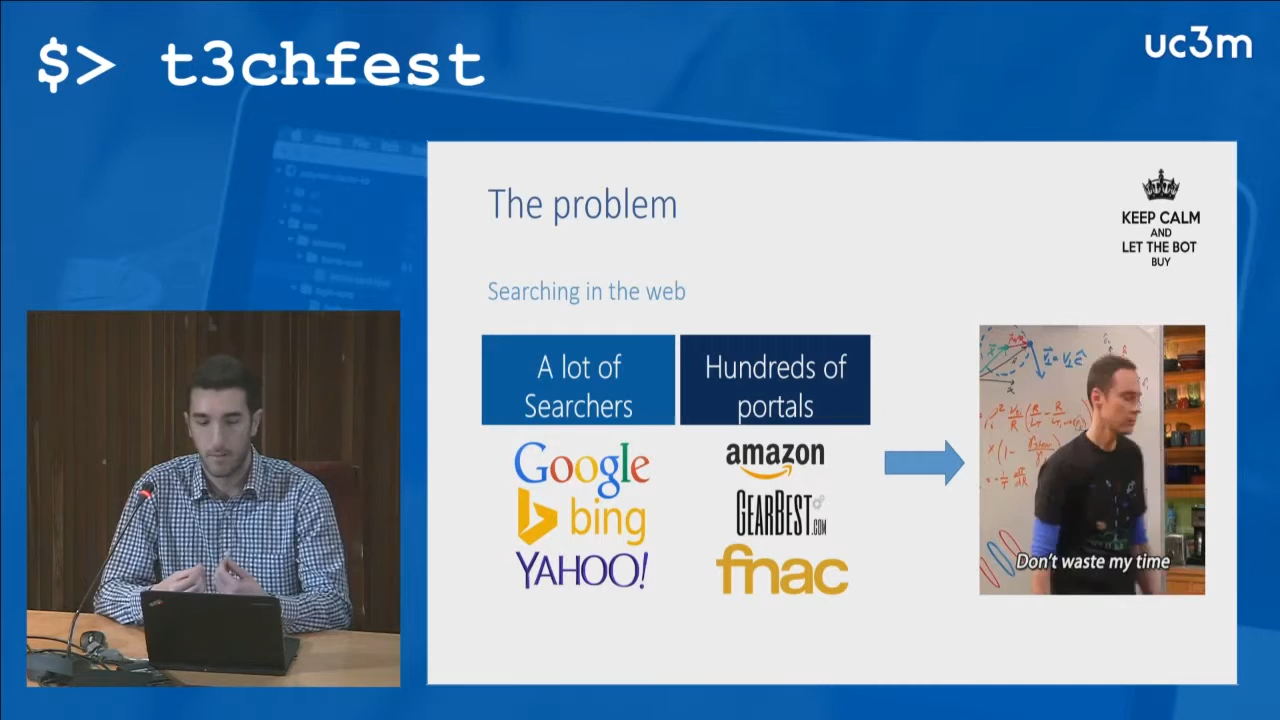 $> t3chfest
uc3m
The problem
KEEP CALM
AND
LET THE BOT
BUY
Searching in the web
A lot of
Searchers
Hundreds of
portals
Google
bing
YAHOO!
amazon
GEARBEST.COM
fnac
Don't waste my time